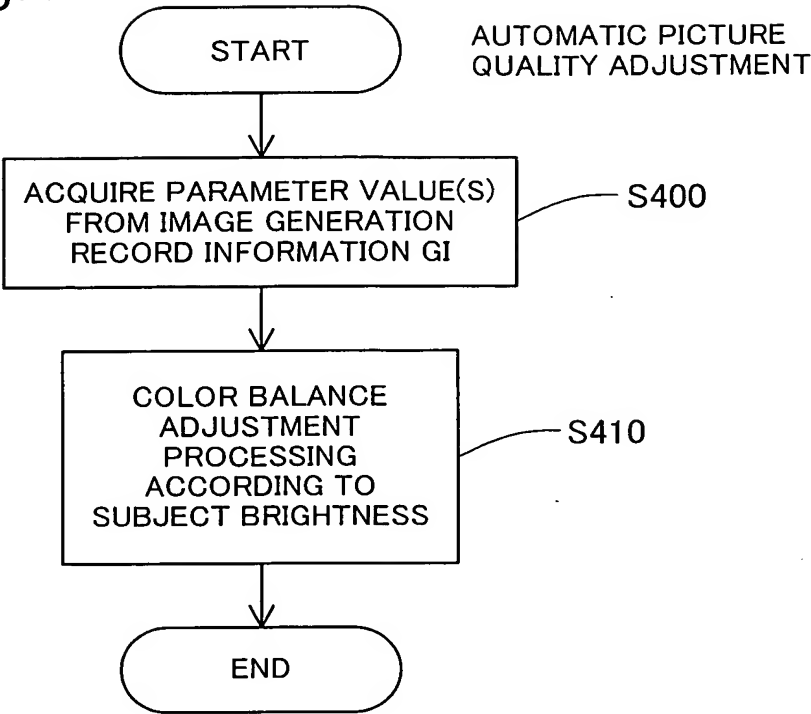 START
AUTOMATIC PICTURE
QUALITY ADJUSTMENT
ACQUIRE PARAMETER VALUE(S)
FROM IMAGE GENERATION
RECORD INFORMATION GI
S400
COLOR BALANCE
ADJUSTMENT
PROCESSING
ACCORDING TO
SUBJECT BRIGHTNESS
S410
END